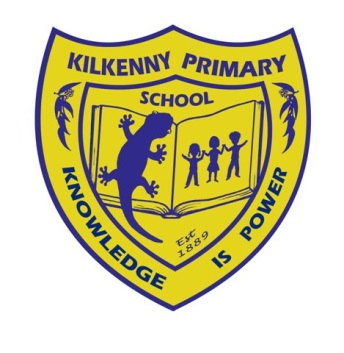 KILKENNY PRIMARY
SCHOOL
Est
1889
KNOWLEDGE IS POWER